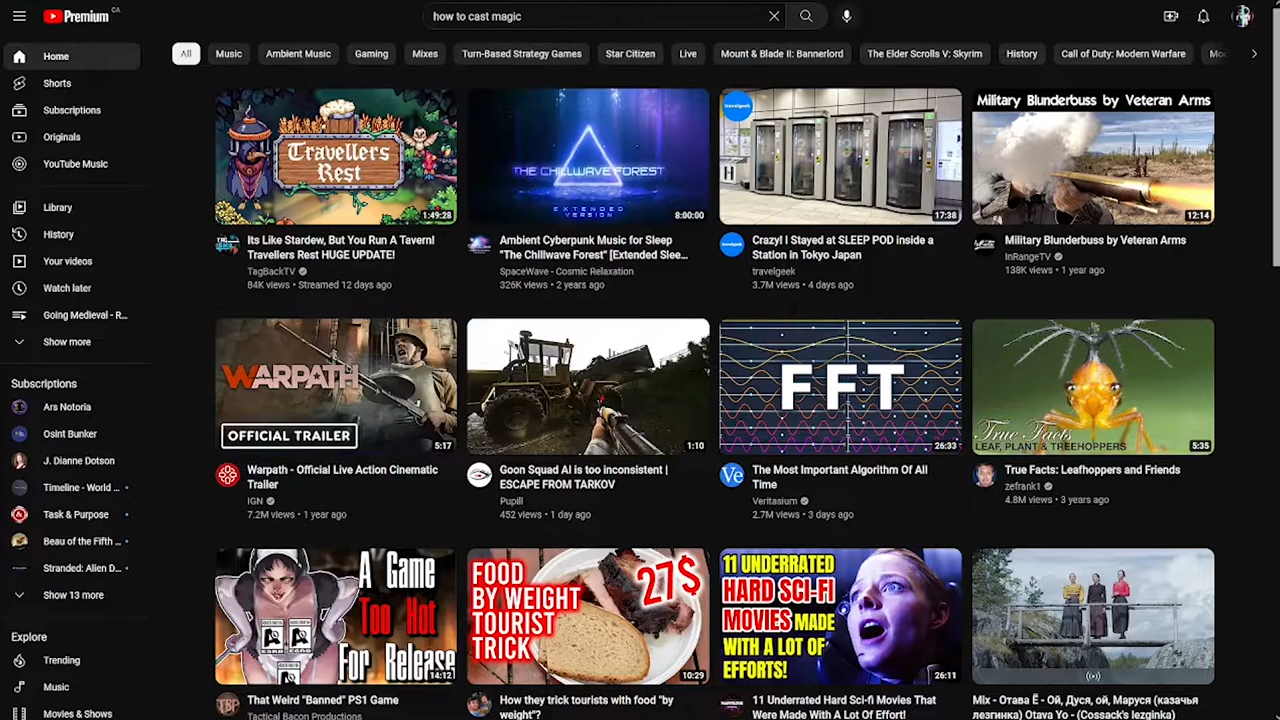 Premium CA
how to cast magic
Home
Shorts
Subscriptions
Originals
YouTube Music
Library
History
Your videos
Watch later
Going Medieval - R...
Show more
Subscriptions
Ars Notoria
Osint Bunker
J. Dianne Dotson
Timeline - World ...
Task & Purpose
Beau of the Fifth ...
Stranded: Alien D...
Show 13 more
Explore
Trending
Music
Movies & Shows
All Music Ambient Music Gaming Mixes Turn-Based Strategy Games Star Citizen Live Mount & Blade II: Bannerlord The Elder Scrolls V: Skyrim History Call of Duty: Modern Warfare
Travellers
Rest
1:49:28
Its Like Stardew, But You Run A Tavern!
Travellers Rest HUGE UPDATE!
TagBackTV
84K views • Streamed 12 days ago
THE CHILLWAVE FOREST
EXTENDED
VERSION
8:00:00
Ambient Cyberpunk Music for Sleep
"The Chillwave Forest" [Extended Slee...
SpaceWave - Cosmic Relaxation
326K views • 2 years ago
travelgeek
17:38
Crazy! I Stayed at SLEEP POD inside a
Station in Tokyo Japan
travelgeek
3.7M views • 4 days ago
Military Blunderbuss by Veteran Arms
12:14
Military Blunderbuss by Veteran Arms
InRangeTV
138K views • 1 year ago
WARPATH
OFFICIAL TRAILER
5:17
Warpath - Official Live Action Cinematic
Trailer
IGN
7.2M views • 1 year ago
1:10
Goon Squad AI is too inconsistent |
ESCAPE FROM TARKOV
Pupill
452 views • 1 day ago
FFT
26:33
Ve
The Most Important Algorithm Of All
Time
Veritasium
2.7M views • 3 days ago
True Facts
LEAF, PLANT & TREEHOPPERS
5:35
True Facts: Leafhoppers and Friends
zefrank1
4.8M views • 3 years ago
A Game
Too Hot
For Release
14:12
That Weird "Banned" PS1 Game
Tactical Bacon Productions
FOOD
BY WEIGHT
TOURIST
TRICK
27$
10:29
How they trick tourists with food "by
weight"?
11 UNDERRATED
HARD SCI-FI
MOVIES MADE
WITH A LOT OF
EFFORTS!
26:11
11 Underrated Hard Sci-fi Movies That
Were Made With A Lot Of Effort!
Mix - Отава Ё - Ой, Дуся, ой, Маруся (казачья
лезгинка) Otava Yo - (Cossack's lezginka)